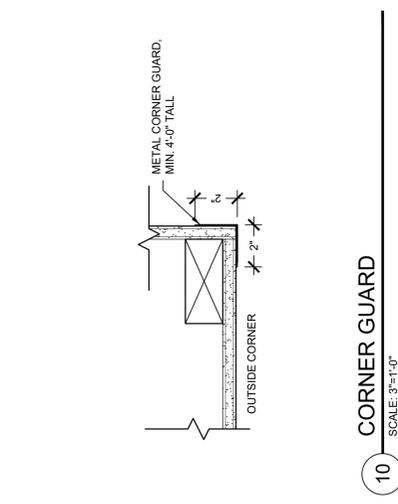 METAL CORNER GUARD,
MIN. 4'-0" TALL
2"
2"
OUTSIDE CORNER
10
CORNER GUARD
SCALE: 3"=1'-0"